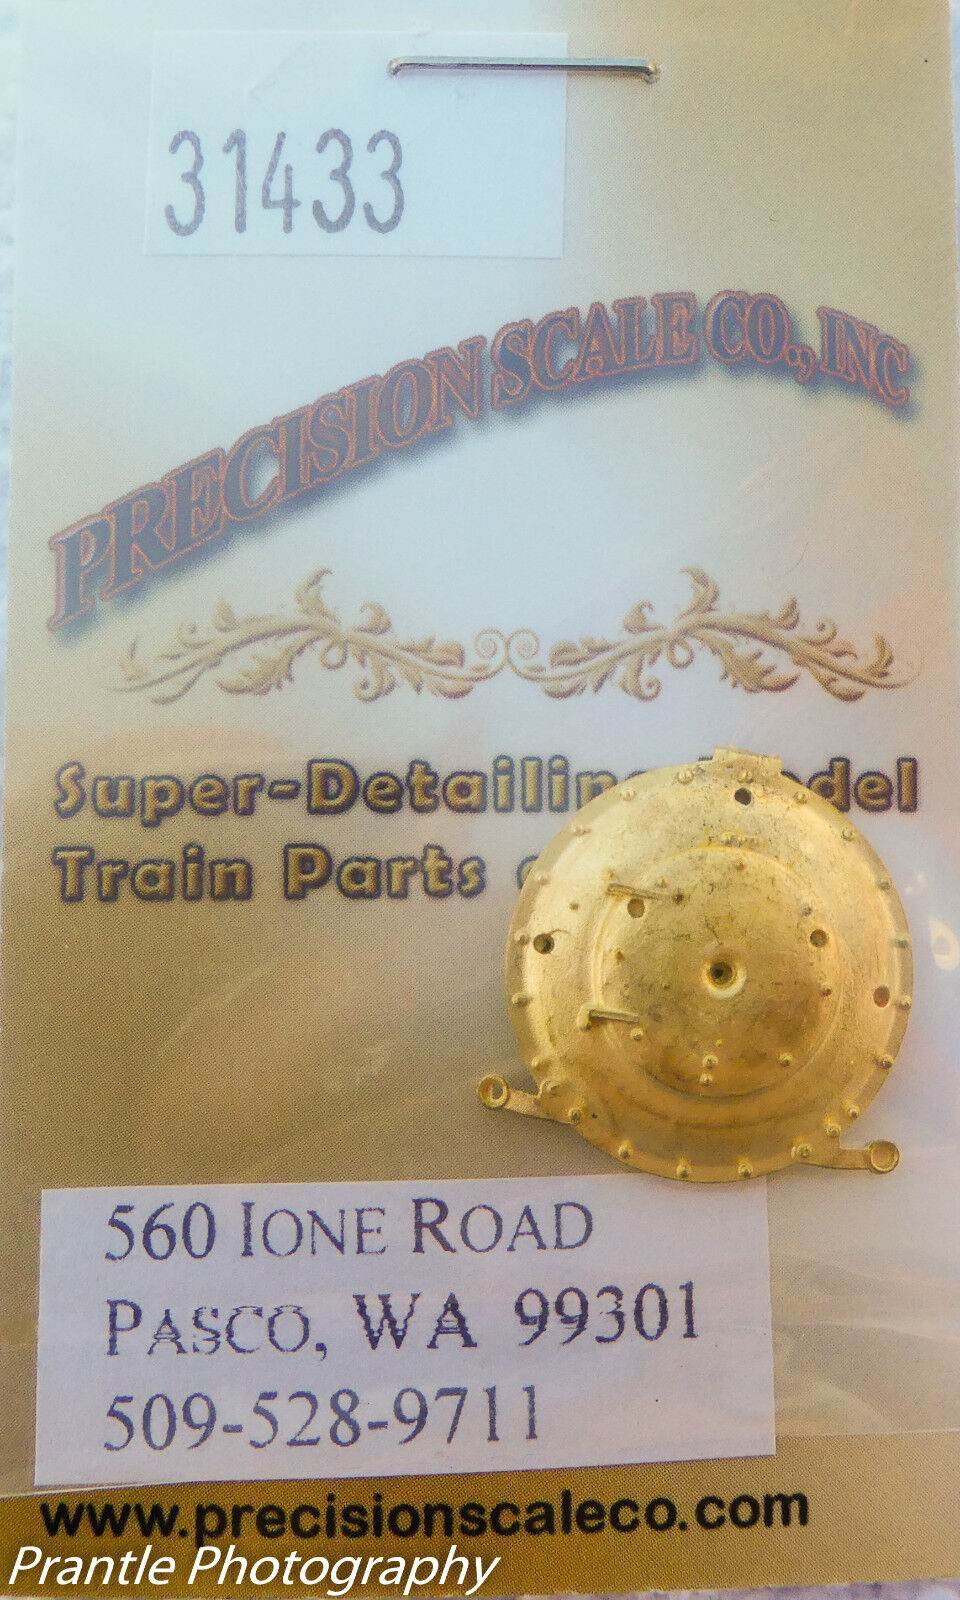 31433
PRECISION SCALE CO., INC
Super-Detailing Model
Train Parts
560 IONE ROAD
PASCO, WA 99301
509-528-9711
www.precisionscaleco.com
Prantle Photography